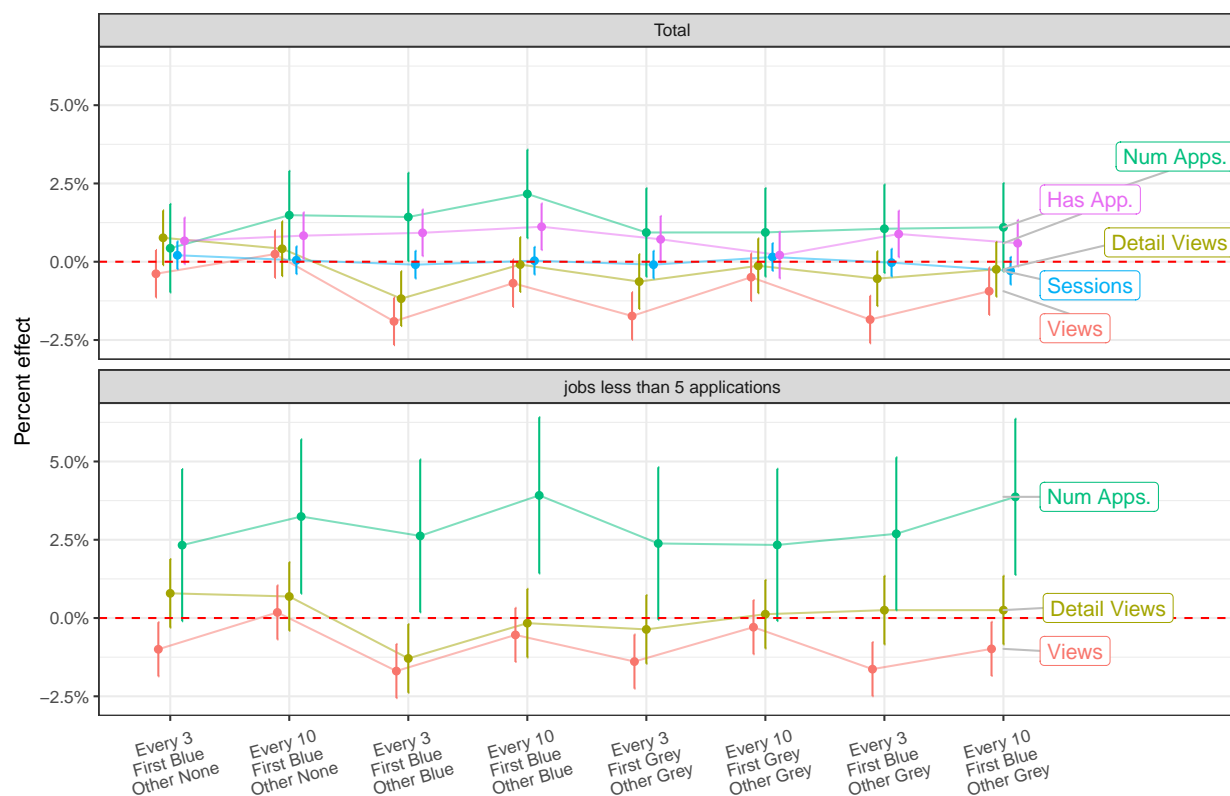 Total
5.0%
2.5%
0.0%
−2.5%
Num Apps.
Has App.
Detail Views
Sessions
Views
Percent effect
jobs less than 5 applications
5.0%
2.5%
0.0%
−2.5%
Num Apps.
Detail Views
Views
Every 3
First Blue
Other None
Every 10
First Blue
Other None
Every 3
First Blue
Other Blue
Every 10
First Blue
Other Blue
Every 3
First Grey
Other Grey
Every 10
First Grey
Other Grey
Every 3
First Blue
Other Grey
Every 10
First Blue
Other Grey